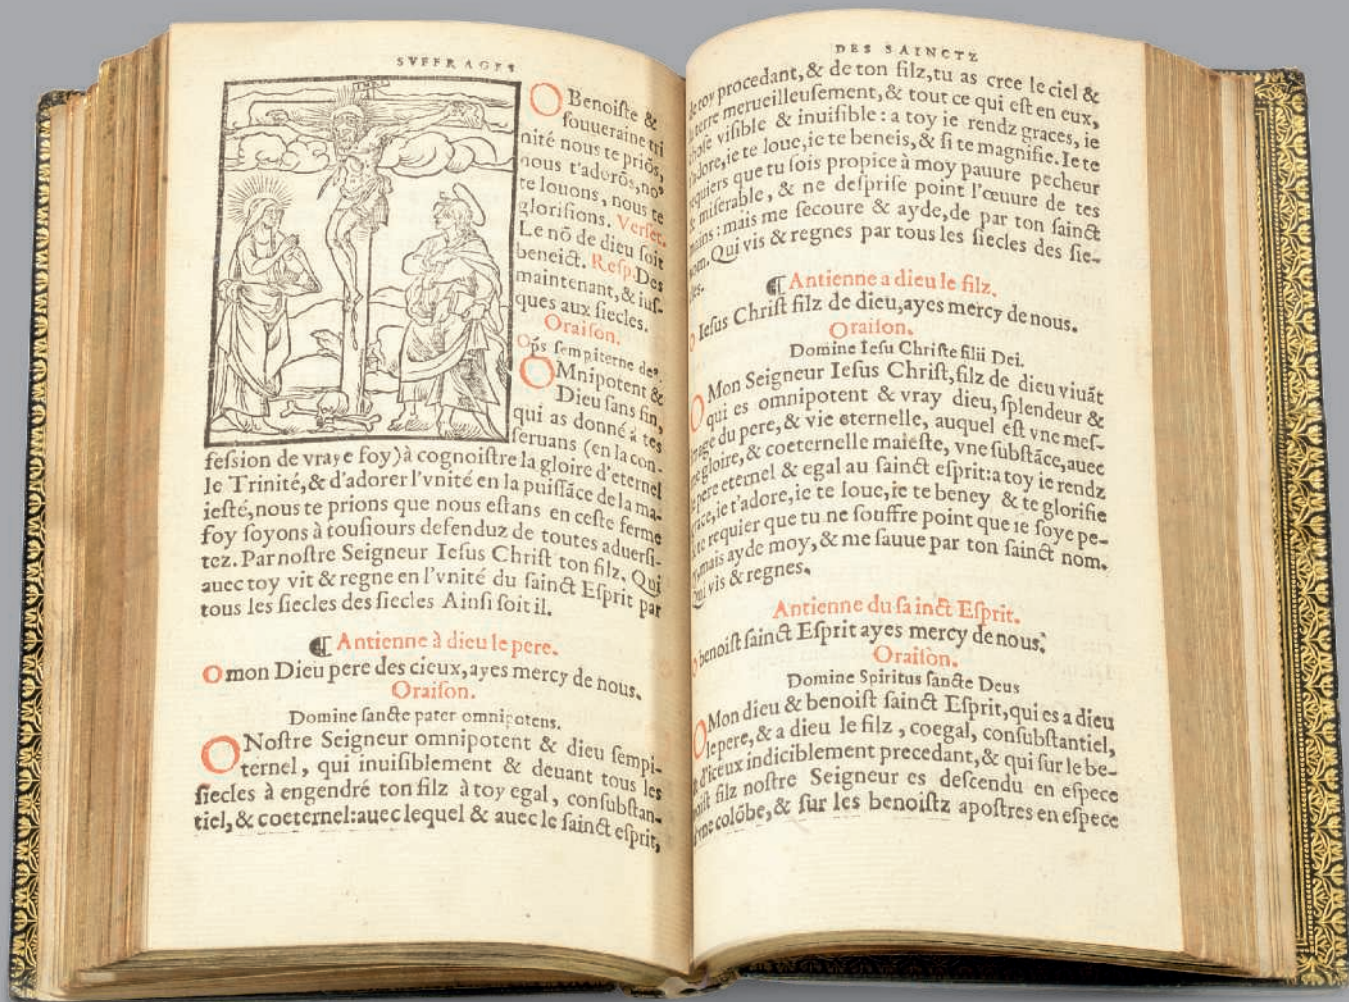 SVFFRAGES
O Benoiſte &
ſouueraine tri
nité nous te priõs,
nous t'adorõs, no⁹
te louons, nous te
glorifions. Verſet.
Le nõ de dieu ſoit
beneict. Reſp. Des
maintenant, & iuſ-
ques aux ſiecles.
Oraiſon.
Oṕs ſempiterne de⁹.
OMnipotent &
Dieu ſans fin,
qui as donné à tes
ſeruans (en la con-
feſſion de vraye foy) à cognoiſtre la gloire d'eternel
le Trinité, & d'adorer l'vnité en la puiſſãce de la ma-
ieſté, nous te prions que nous eſtans en ceſte ferme
foy ſoyons à touſiours defenduz de toutes aduerſi-
tez. Par noſtre Seigneur Ieſus Chriſt ton filz. Qui
auec toy vit & regne en l'vnité du ſainct Eſprit par
tous les ſiecles des ſiecles Ainſi ſoit il.
¶ Antienne à dieu le pere.
O mon Dieu pere des cieux, ayes mercy de nous.
Oraiſon.
Domine ſancte pater omnipotens.
O Noſtre Seigneur omnipotent & dieu ſempi-
ternel, qui inuiſiblement & deuant tous les
ſiecles à engendré ton filz à toy egal, conſubſtan-
tiel, & coeternel: auec lequel & auec le ſainct eſprit,
DES SAINCTZ
de toy procedant, & de ton filz, tu as cree le ciel &
terre merueilleuſement, & tout ce qui eſt en eux,
viſible & inuiſible: a toy ie rendz graces, ie
ie te loue, ie te beneis, & ſi te magnifie. Ie te
que tu ſois propice à moy pauure pecheur
& miſerable, & ne deſpriſe point l'œuure de tes
mains: mais me ſecoure & ayde, de par ton ſainct
Qui vis & regnes par tous les ſiecles des ſie-
¶ Antienne a dieu le filz.
O Ieſus Chriſt filz de dieu, ayes mercy de nous.
Oraiſon.
Domine Ieſu Chriſte filii Dei.
O Mon Seigneur Ieſus Chriſt, filz de dieu viuãt
qui es omnipotent & vray dieu, ſplendeur &
du pere, & vie eternelle, auquel eſt vne meſ-
gloire, & coeternelle maieſte, vne ſubſtãce, auec
pere eternel & egal au ſainct eſprit: a toy ie rendz
ie t'adore, ie te loue, ie te beney & te glorifie
te requier que tu ne ſouffre point que ie ſoye pe-
mais ayde moy, & me ſauue par ton ſainct nom.
Qui vis & regnes.
Antienne du ſainct Eſprit.
O benoiſt ſainct Eſprit ayes mercy de nous.
Oraiſon.
Domine Spiritus ſancte Deus
O Mon dieu & benoiſt ſainct Eſprit, qui es a dieu
le pere, & a dieu le filz, coegal, conſubſtantiel,
& d'iceux indiciblement precedant, & qui ſur le be-
noiſt filz noſtre Seigneur es deſcendu en eſpece
d'vne colõbe, & ſur les benoiſtz apoſtres en eſpece